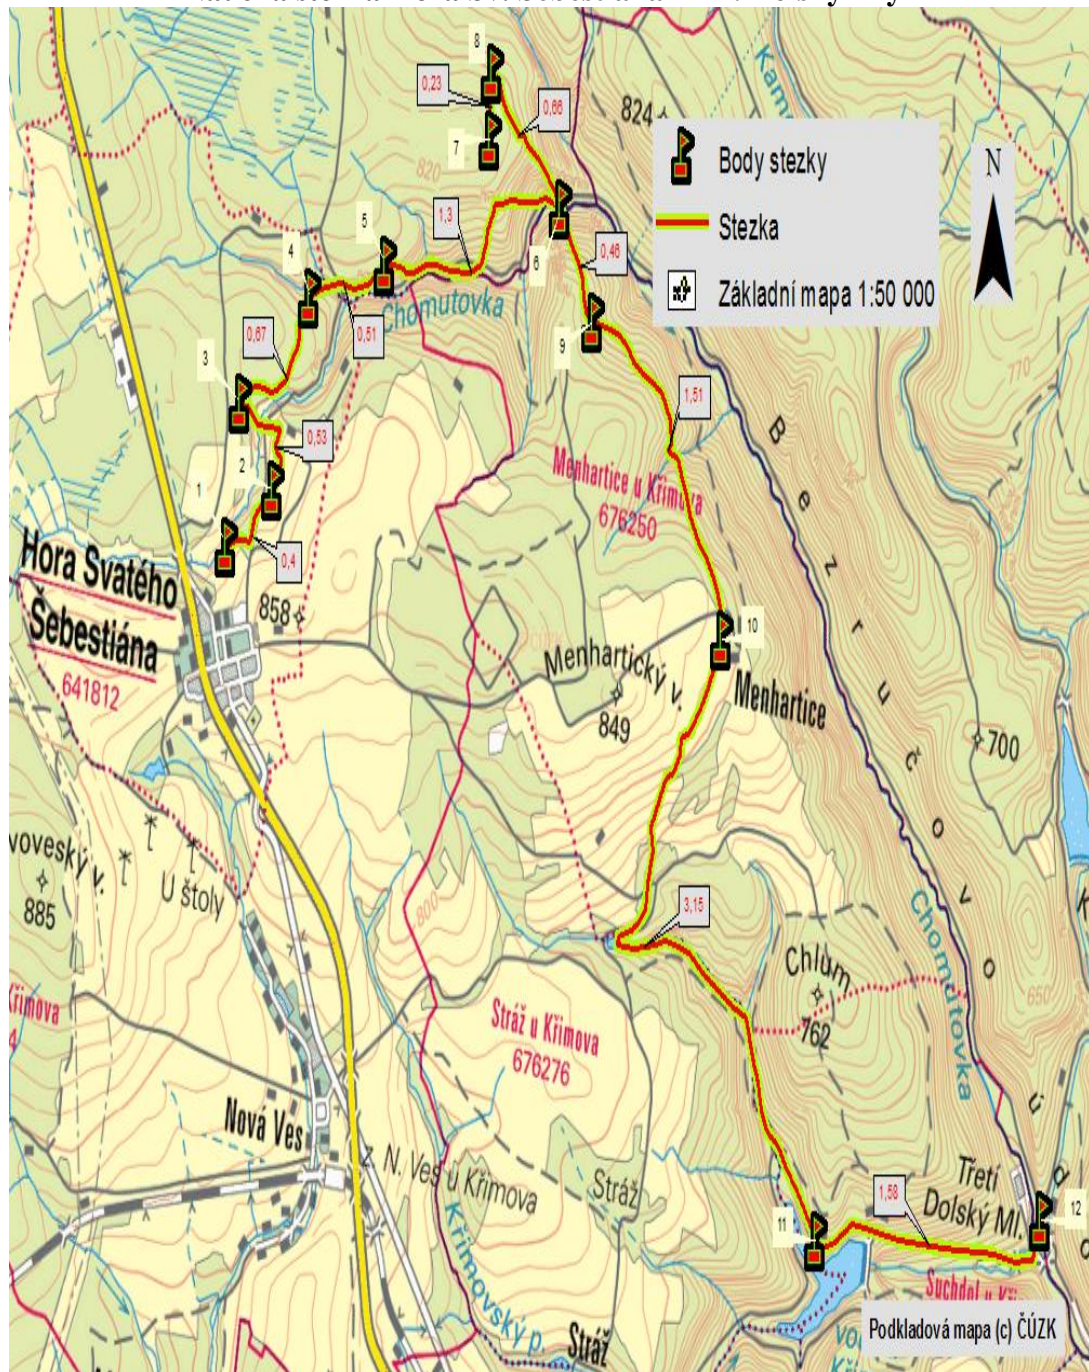 8
0,23
0,66
824
Kam
7
820
Body stezky
N
Stezka
Základní mapa 1:50 000
5
1,3
6
0,46
4
Chomutovka
0,51
9
770
3
0,67
1,51
0,53
2
1
Menhartice u Křimova
676250
Bezručovo
0,4
Hora Svatého
Šebestiána
641812
858
10
Menhartický v.
849
Menhartice
700
voveský v.
885
U štoly
800
3,15
Chlum
762
Chomutovka
650
Křimova
4
Stráž u Křimova
676276
Nová Ves
Z. N. Ves u Křimova
Stráž
Třetí
Dolský Ml.
ú
d
1,58
12
11
Křimovský p.
Stráž
Podkladová mapa (c) ČÚZK